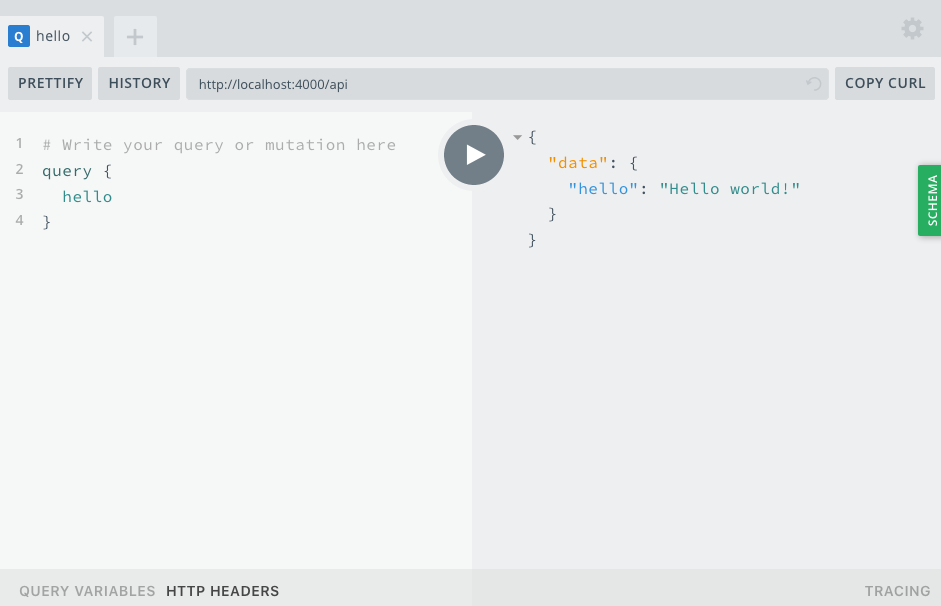 Q hello
PRETTIFY HISTORY http://localhost:4000/api COPY CURL
1 # Write your query or mutation here
2 query {
3 hello
4 }
{
"data": {
"hello": "Hello world!"
}
}
SCHEMA
QUERY VARIABLES HTTP HEADERS TRACING